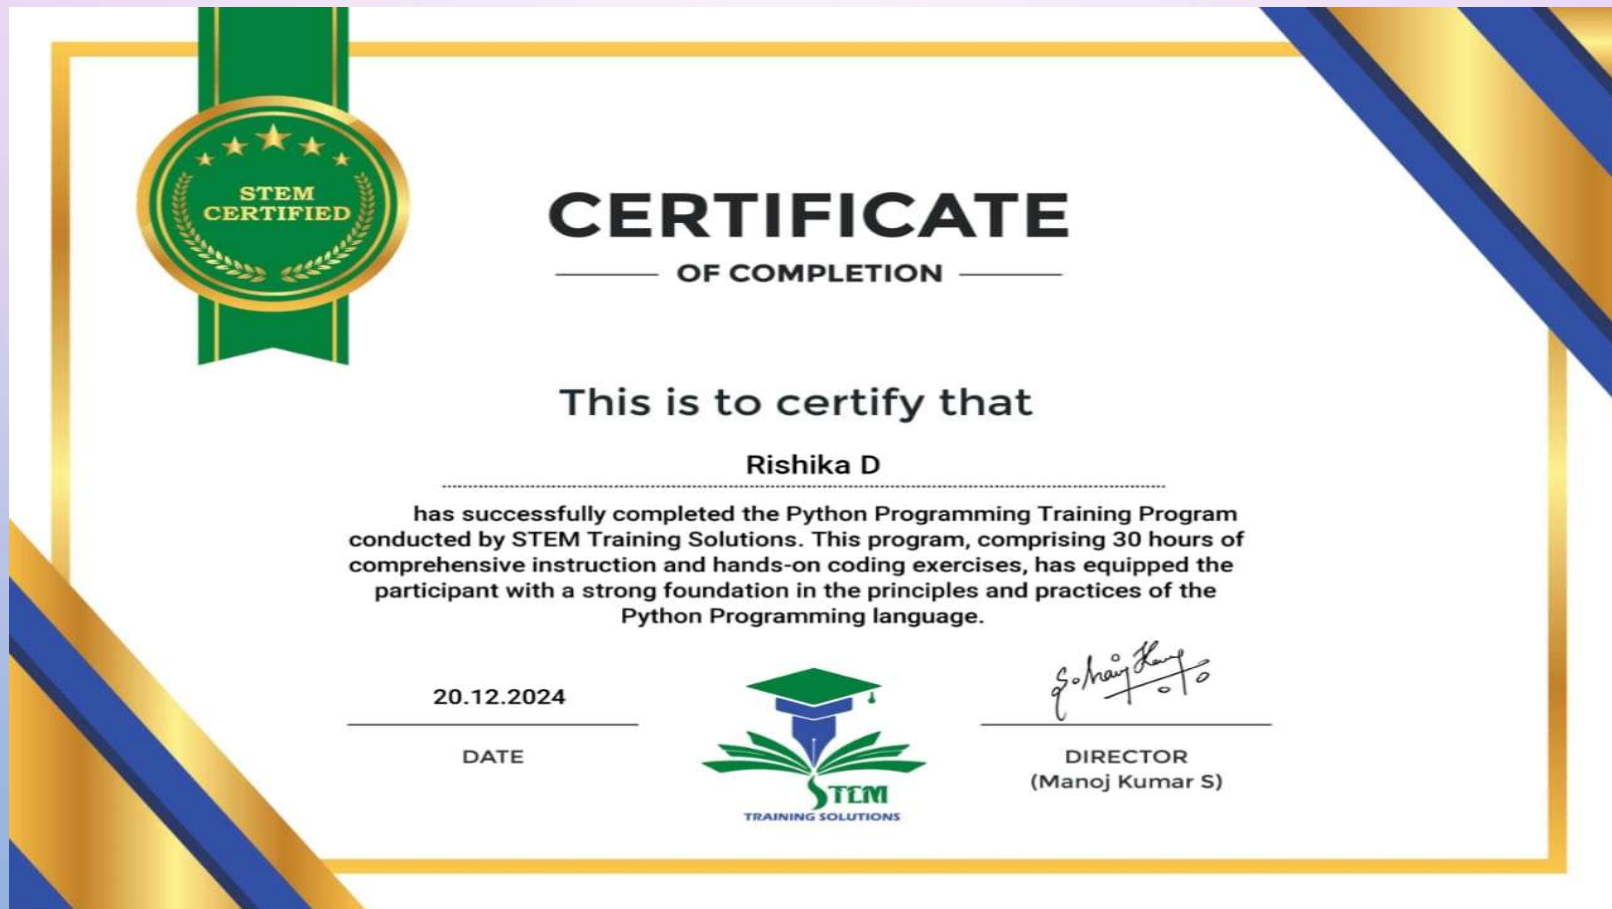 STEM
CERTIFIED
CERTIFICATE
OF COMPLETION
This is to certify that
Rishika D
has successfully completed the Python Programming Training Program
conducted by STEM Training Solutions. This program, comprising 30 hours of
comprehensive instruction and hands-on coding exercises, has equipped the
participant with a strong foundation in the principles and practices of the
Python Programming language.
20.12.2024
DATE
STEM
TRAINING SOLUTIONS
DIRECTOR
(Manoj Kumar S)